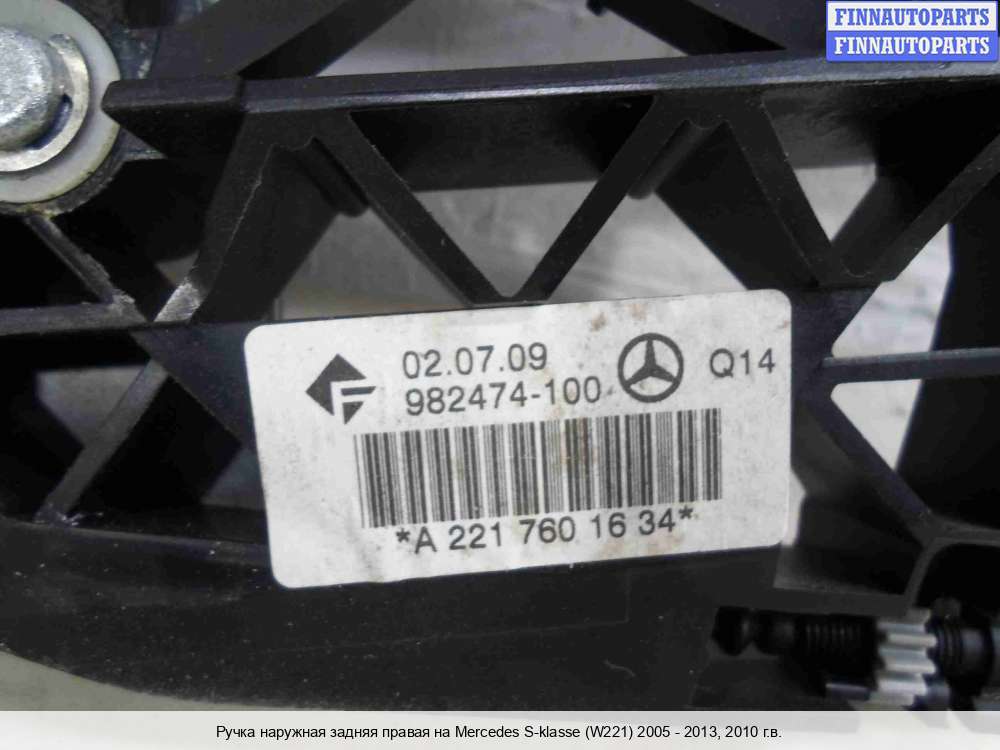 FINNAUTOPARTS
FINNAUTOPARTS
02.07.09
982474-100
Q14
*A 221 760 16 34*
Ручка наружная задняя правая на Mercedes S-klasse (W221) 2005 - 2013, 2010 г.в.